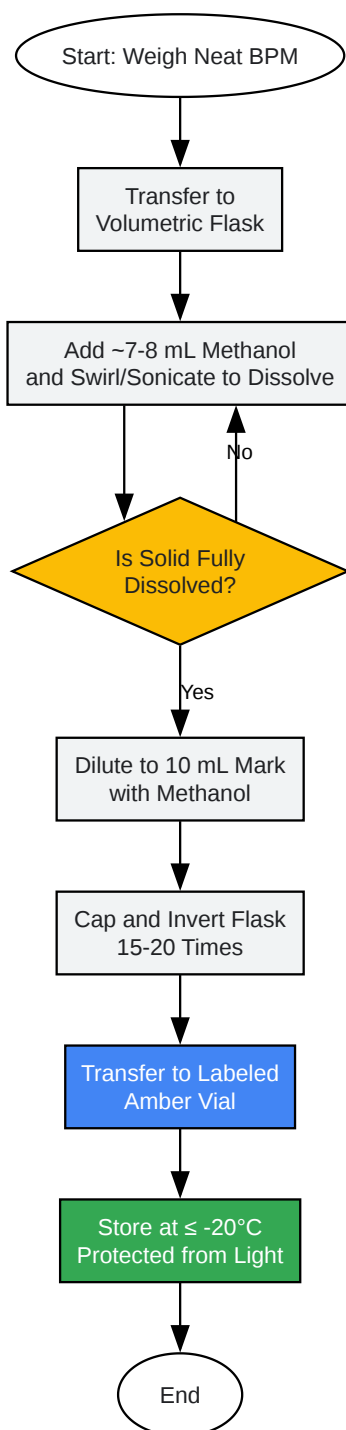 Start: Weigh Neat BPM
Transfer to
Volumetric Flask
Add ~7-8 mL Methanol
and Swirl/Sonicate to Dissolve
No
Is Solid Fully
Dissolved?
Yes
Dilute to 10 mL Mark
with Methanol
Cap and Invert Flask
15-20 Times
Transfer to Labeled
Amber Vial
Store at ≤ -20°C
Protected from Light
End